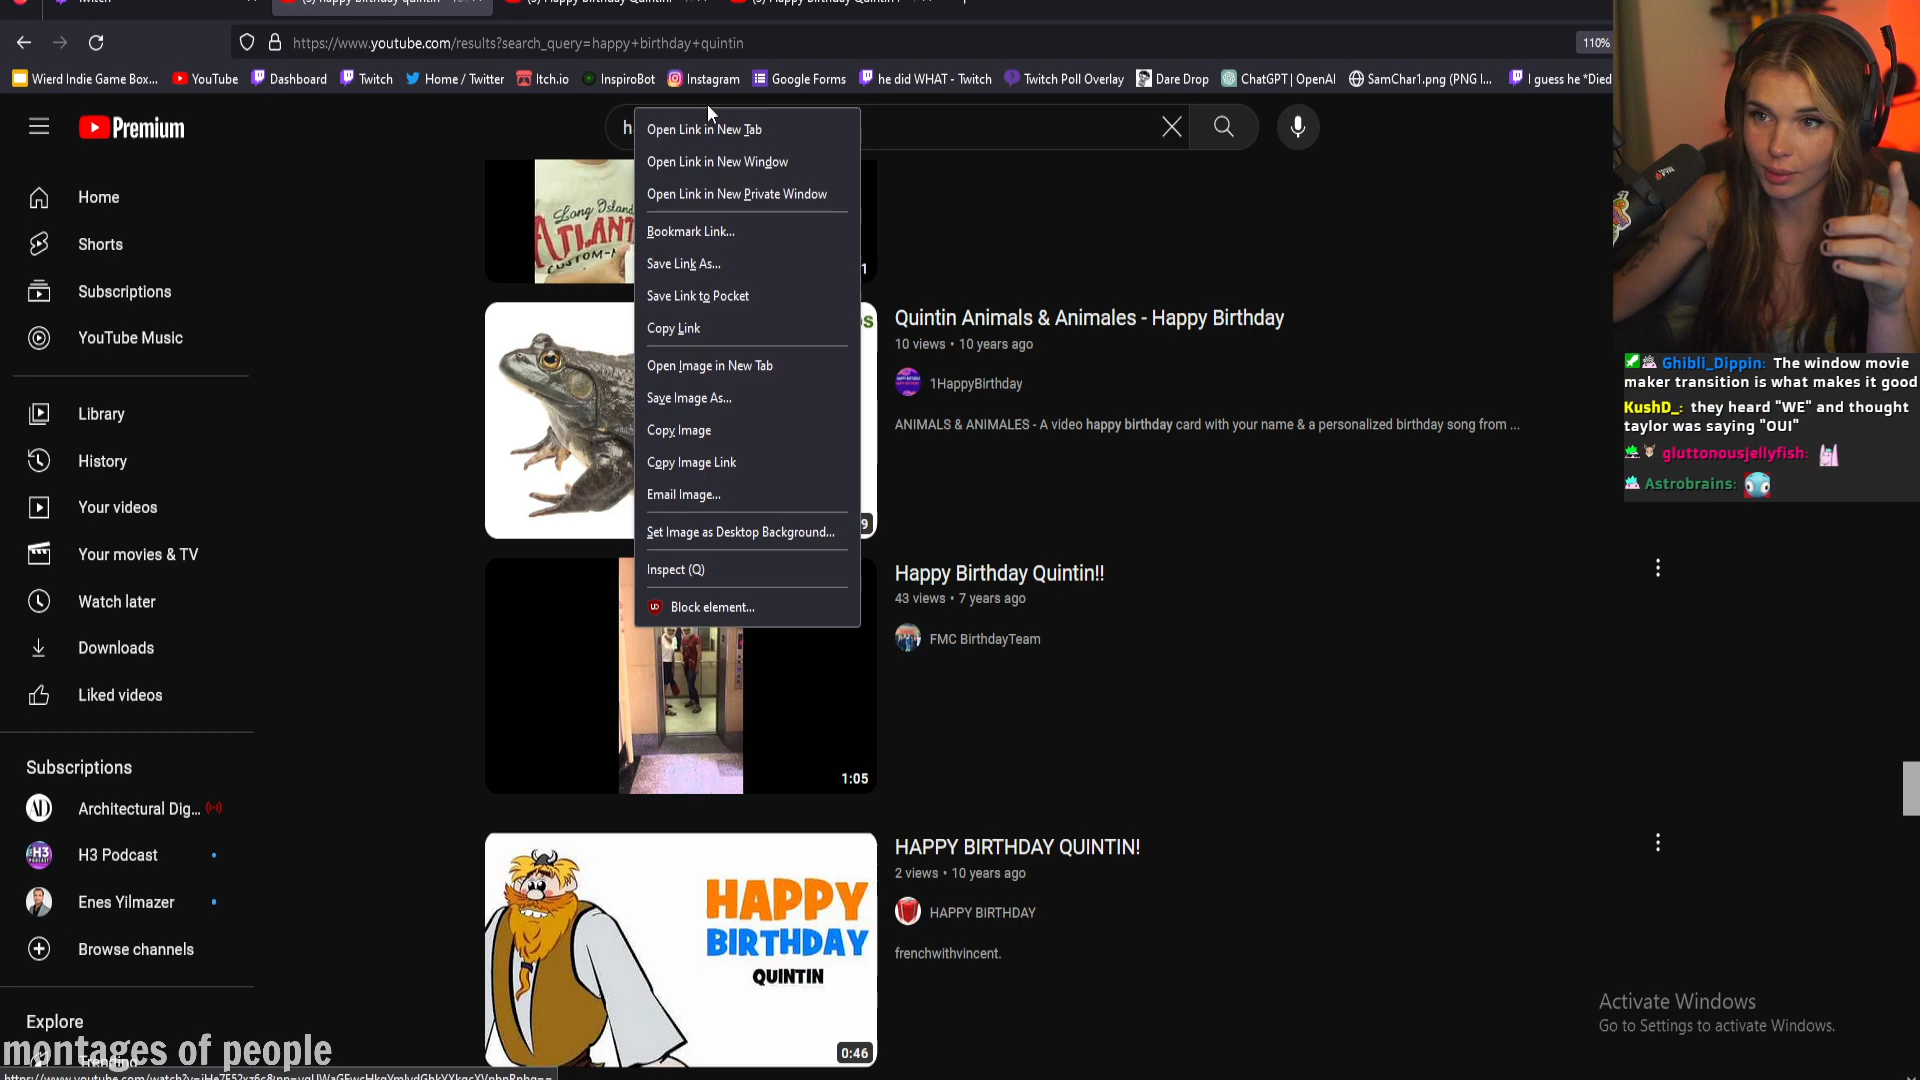 https://www.youtube.com/results?search_query=happy+birthday+quintin
110%
Wierd Indie Game Box... YouTube Dashboard Twitch Home / Twitter Itch.io InspiroBot Instagram Google Forms he did WHAT - Twitch Twitch Poll Overlay Dare Drop ChatGPT | OpenAI SamChar1.png (PNG I... I guess he *Died
Premium
Home
Shorts
Subscriptions
YouTube Music
Library
History
Your videos
Your movies & TV
Watch later
Downloads
Liked videos
Subscriptions
Architectural Dig...
H3 Podcast
Enes Yilmazer
Browse channels
Explore
Trending
montages of people
Open Link in New Tab
Open Link in New Window
Open Link in New Private Window
Bookmark Link...
Save Link As...
Save Link to Pocket
Copy Link
Open Image in New Tab
Save Image As...
Copy Image
Copy Image Link
Email Image...
Set Image as Desktop Background...
Inspect (Q)
Block element...
Long Island
ATLANT
CUSTOM-
Quintin Animals & Animales - Happy Birthday
10 views • 10 years ago
1HappyBirthday
ANIMALS & ANIMALES - A video happy birthday card with your name & a personalized birthday song from ...
Happy Birthday Quintin!!
43 views • 7 years ago
FMC BirthdayTeam
1:05
HAPPY
BIRTHDAY
QUINTIN
0:46
HAPPY BIRTHDAY QUINTIN!
2 views • 10 years ago
HAPPY BIRTHDAY
frenchwithvincent.
Ghibli_Dippin: The window movie
maker transition is what makes it good
KushD_: they heard "WE" and thought
taylor was saying "OUI"
gluttonousjellyfish:
Astrobrains:
Activate Windows
Go to Settings to activate Windows.